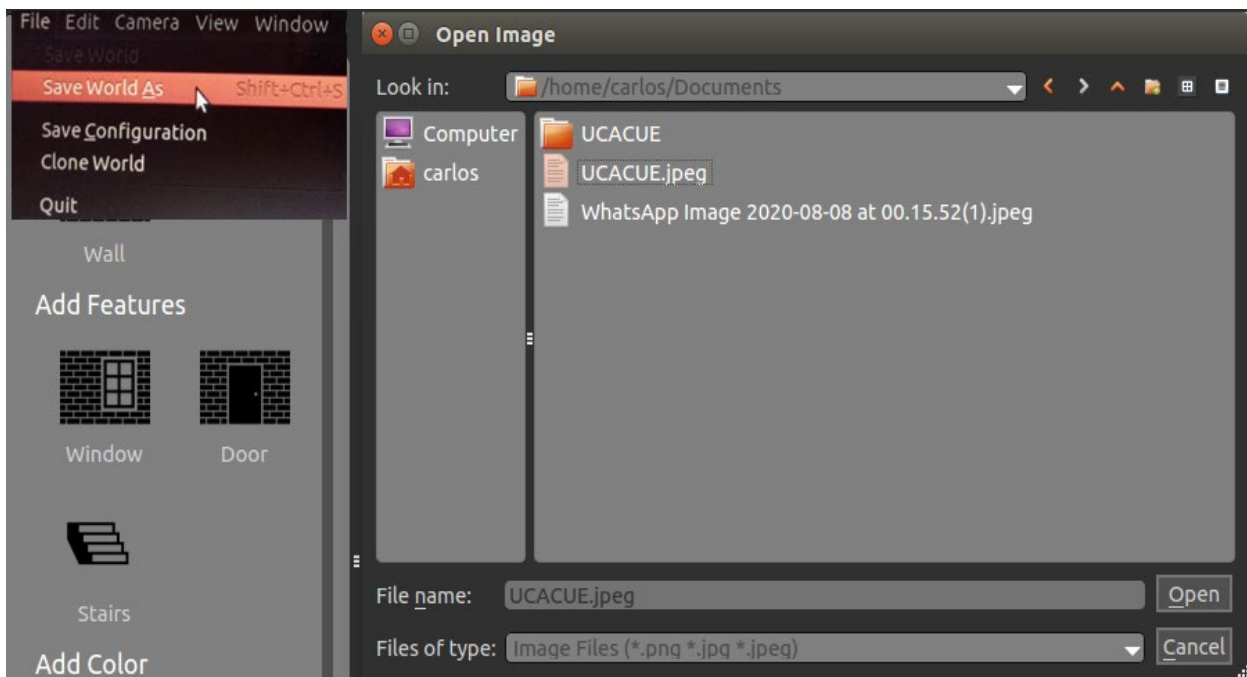 File Edit Camera View Window
Save World
Save World As Shift+Ctrl+S
Save Configuration
Clone World
Quit
Wall
Add Features
Window Door
Stairs
Add Color
Open Image
Look in: /home/carlos/Documents
Computer
carlos
UCACUE
UCACUE.jpeg
WhatsApp Image 2020-08-08 at 00.15.52(1).jpeg
File name: UCACUE.jpeg
Open
Files of type: Image Files (*.png *.jpg *.jpeg)
Cancel